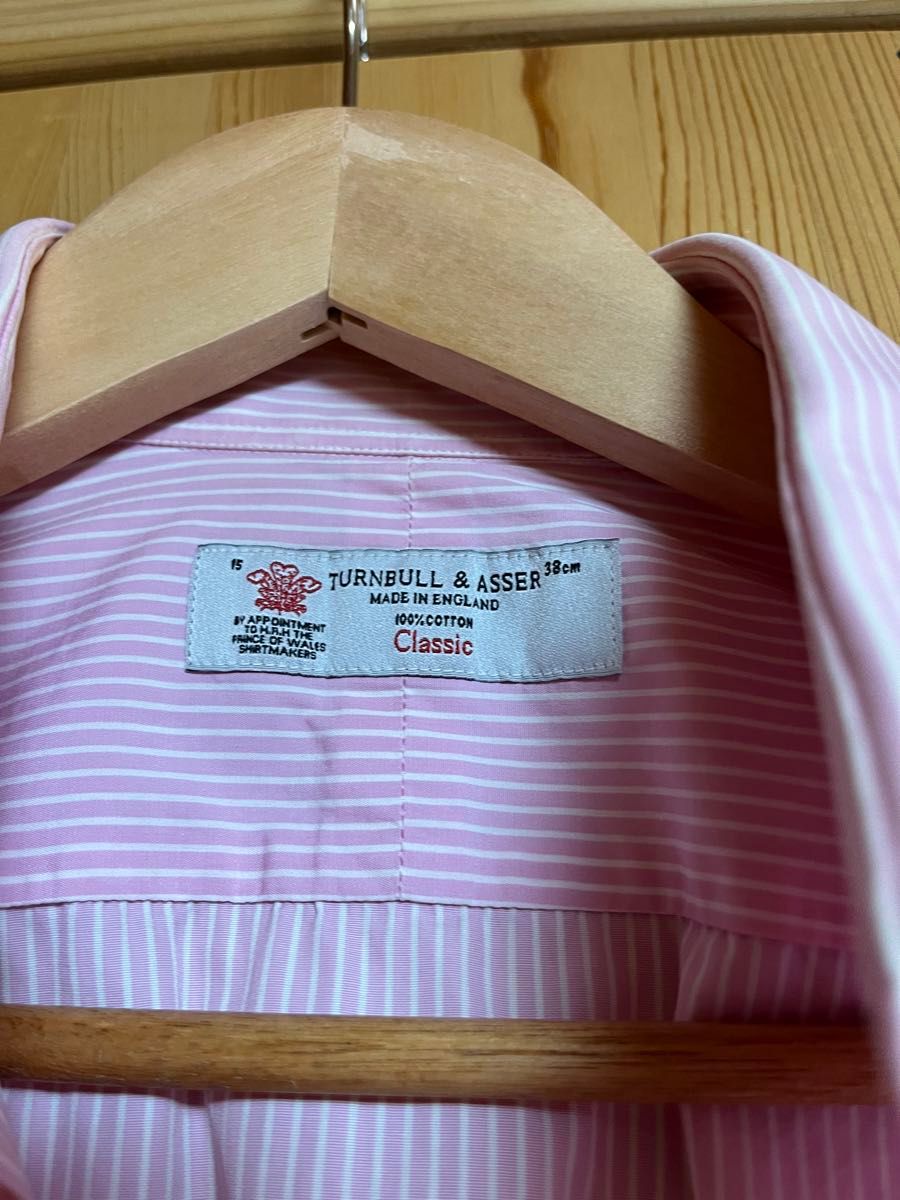 15
TURNBULL & ASSER
38cm
MADE IN ENGLAND
100% COTTON
Classic
BY APPOINTMENT
TO H.R.H THE
PRINCE OF WALES
SHIRTMAKERS